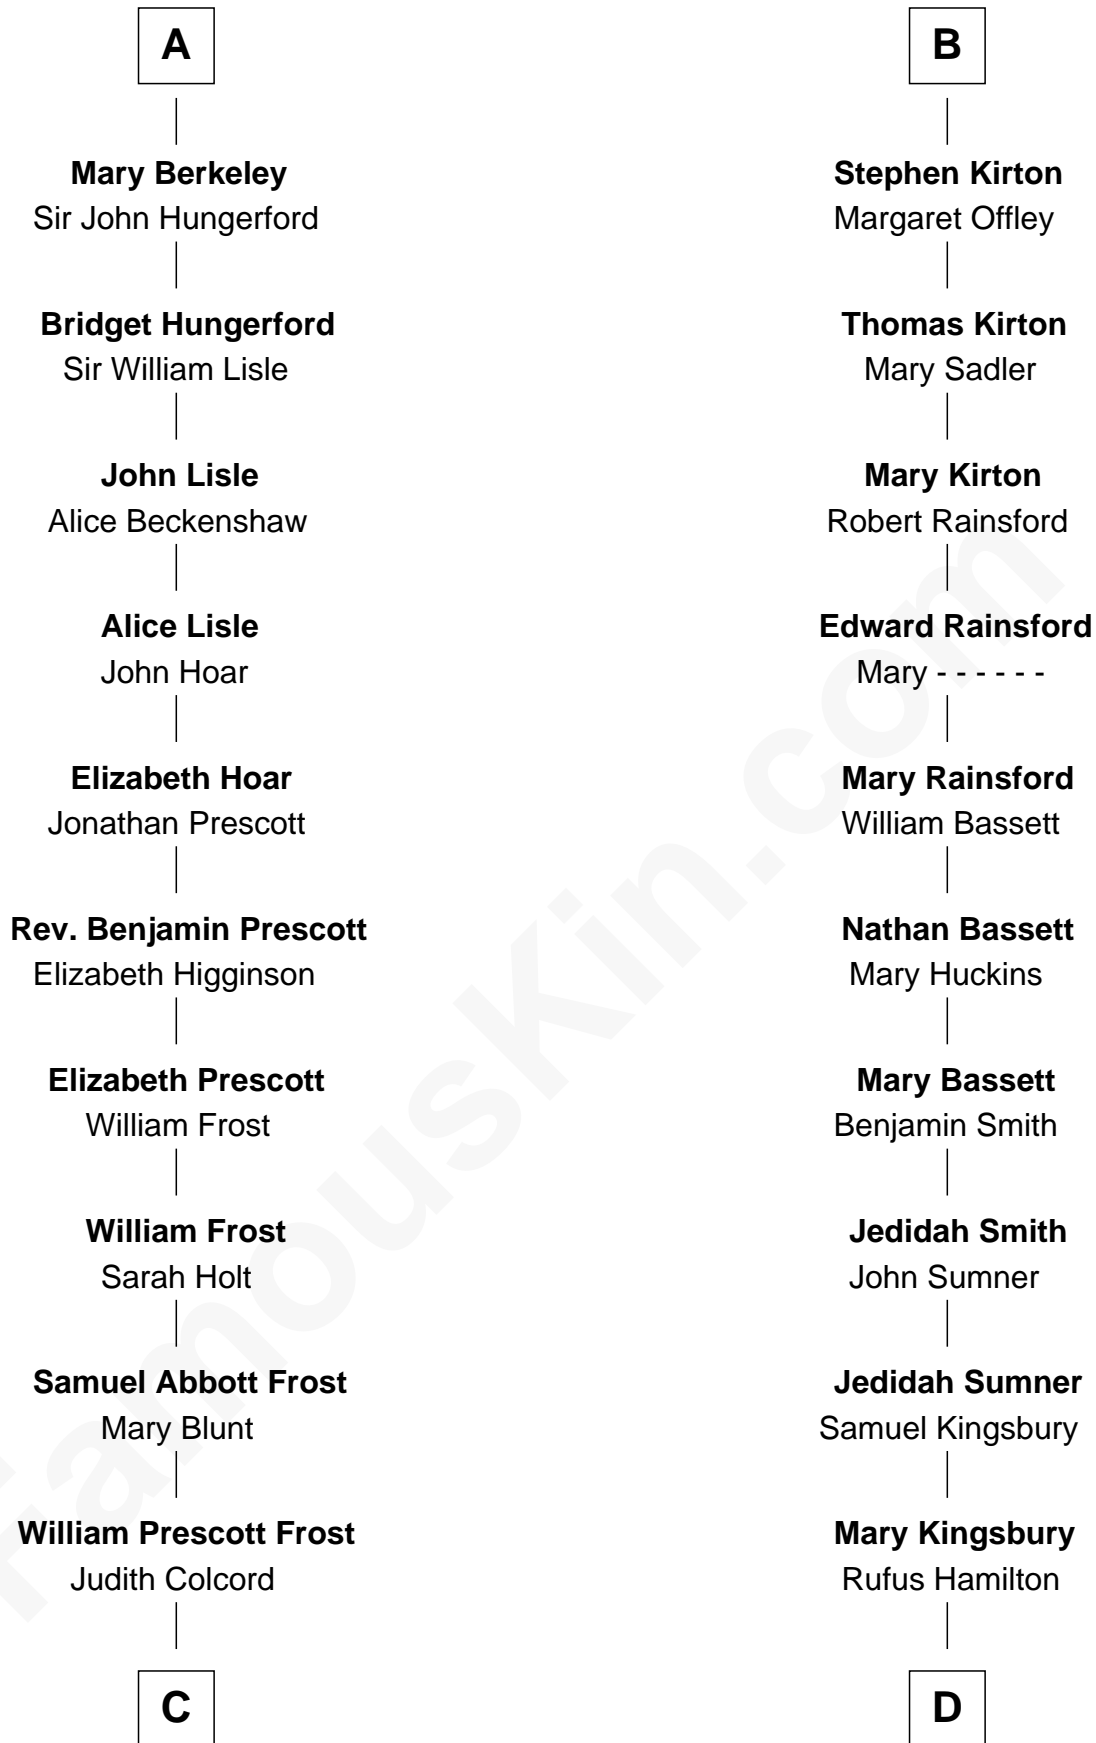 A
Mary Berkeley
Sir John Hungerford
Bridget Hungerford
Sir William Lisle
John Lisle
Alice Beckenshaw
Alice Lisle
John Hoar
Elizabeth Hoar
Jonathan Prescott
Rev. Benjamin Prescott
Elizabeth Higginson
Elizabeth Prescott
William Frost
William Frost
Sarah Holt
Samuel Abbott Frost
Mary Blunt
William Prescott Frost
Judith Colcord
C
B
Stephen Kirton
Margaret Offley
Thomas Kirton
Mary Sadler
Mary Kirton
Robert Rainsford
Edward Rainsford
Mary - - - - - -
Mary Rainsford
William Bassett
Nathan Bassett
Mary Huckins
Mary Bassett
Benjamin Smith
Jedidah Smith
John Sumner
Jedidah Sumner
Samuel Kingsbury
Mary Kingsbury
Rufus Hamilton
D
FamousKin.com